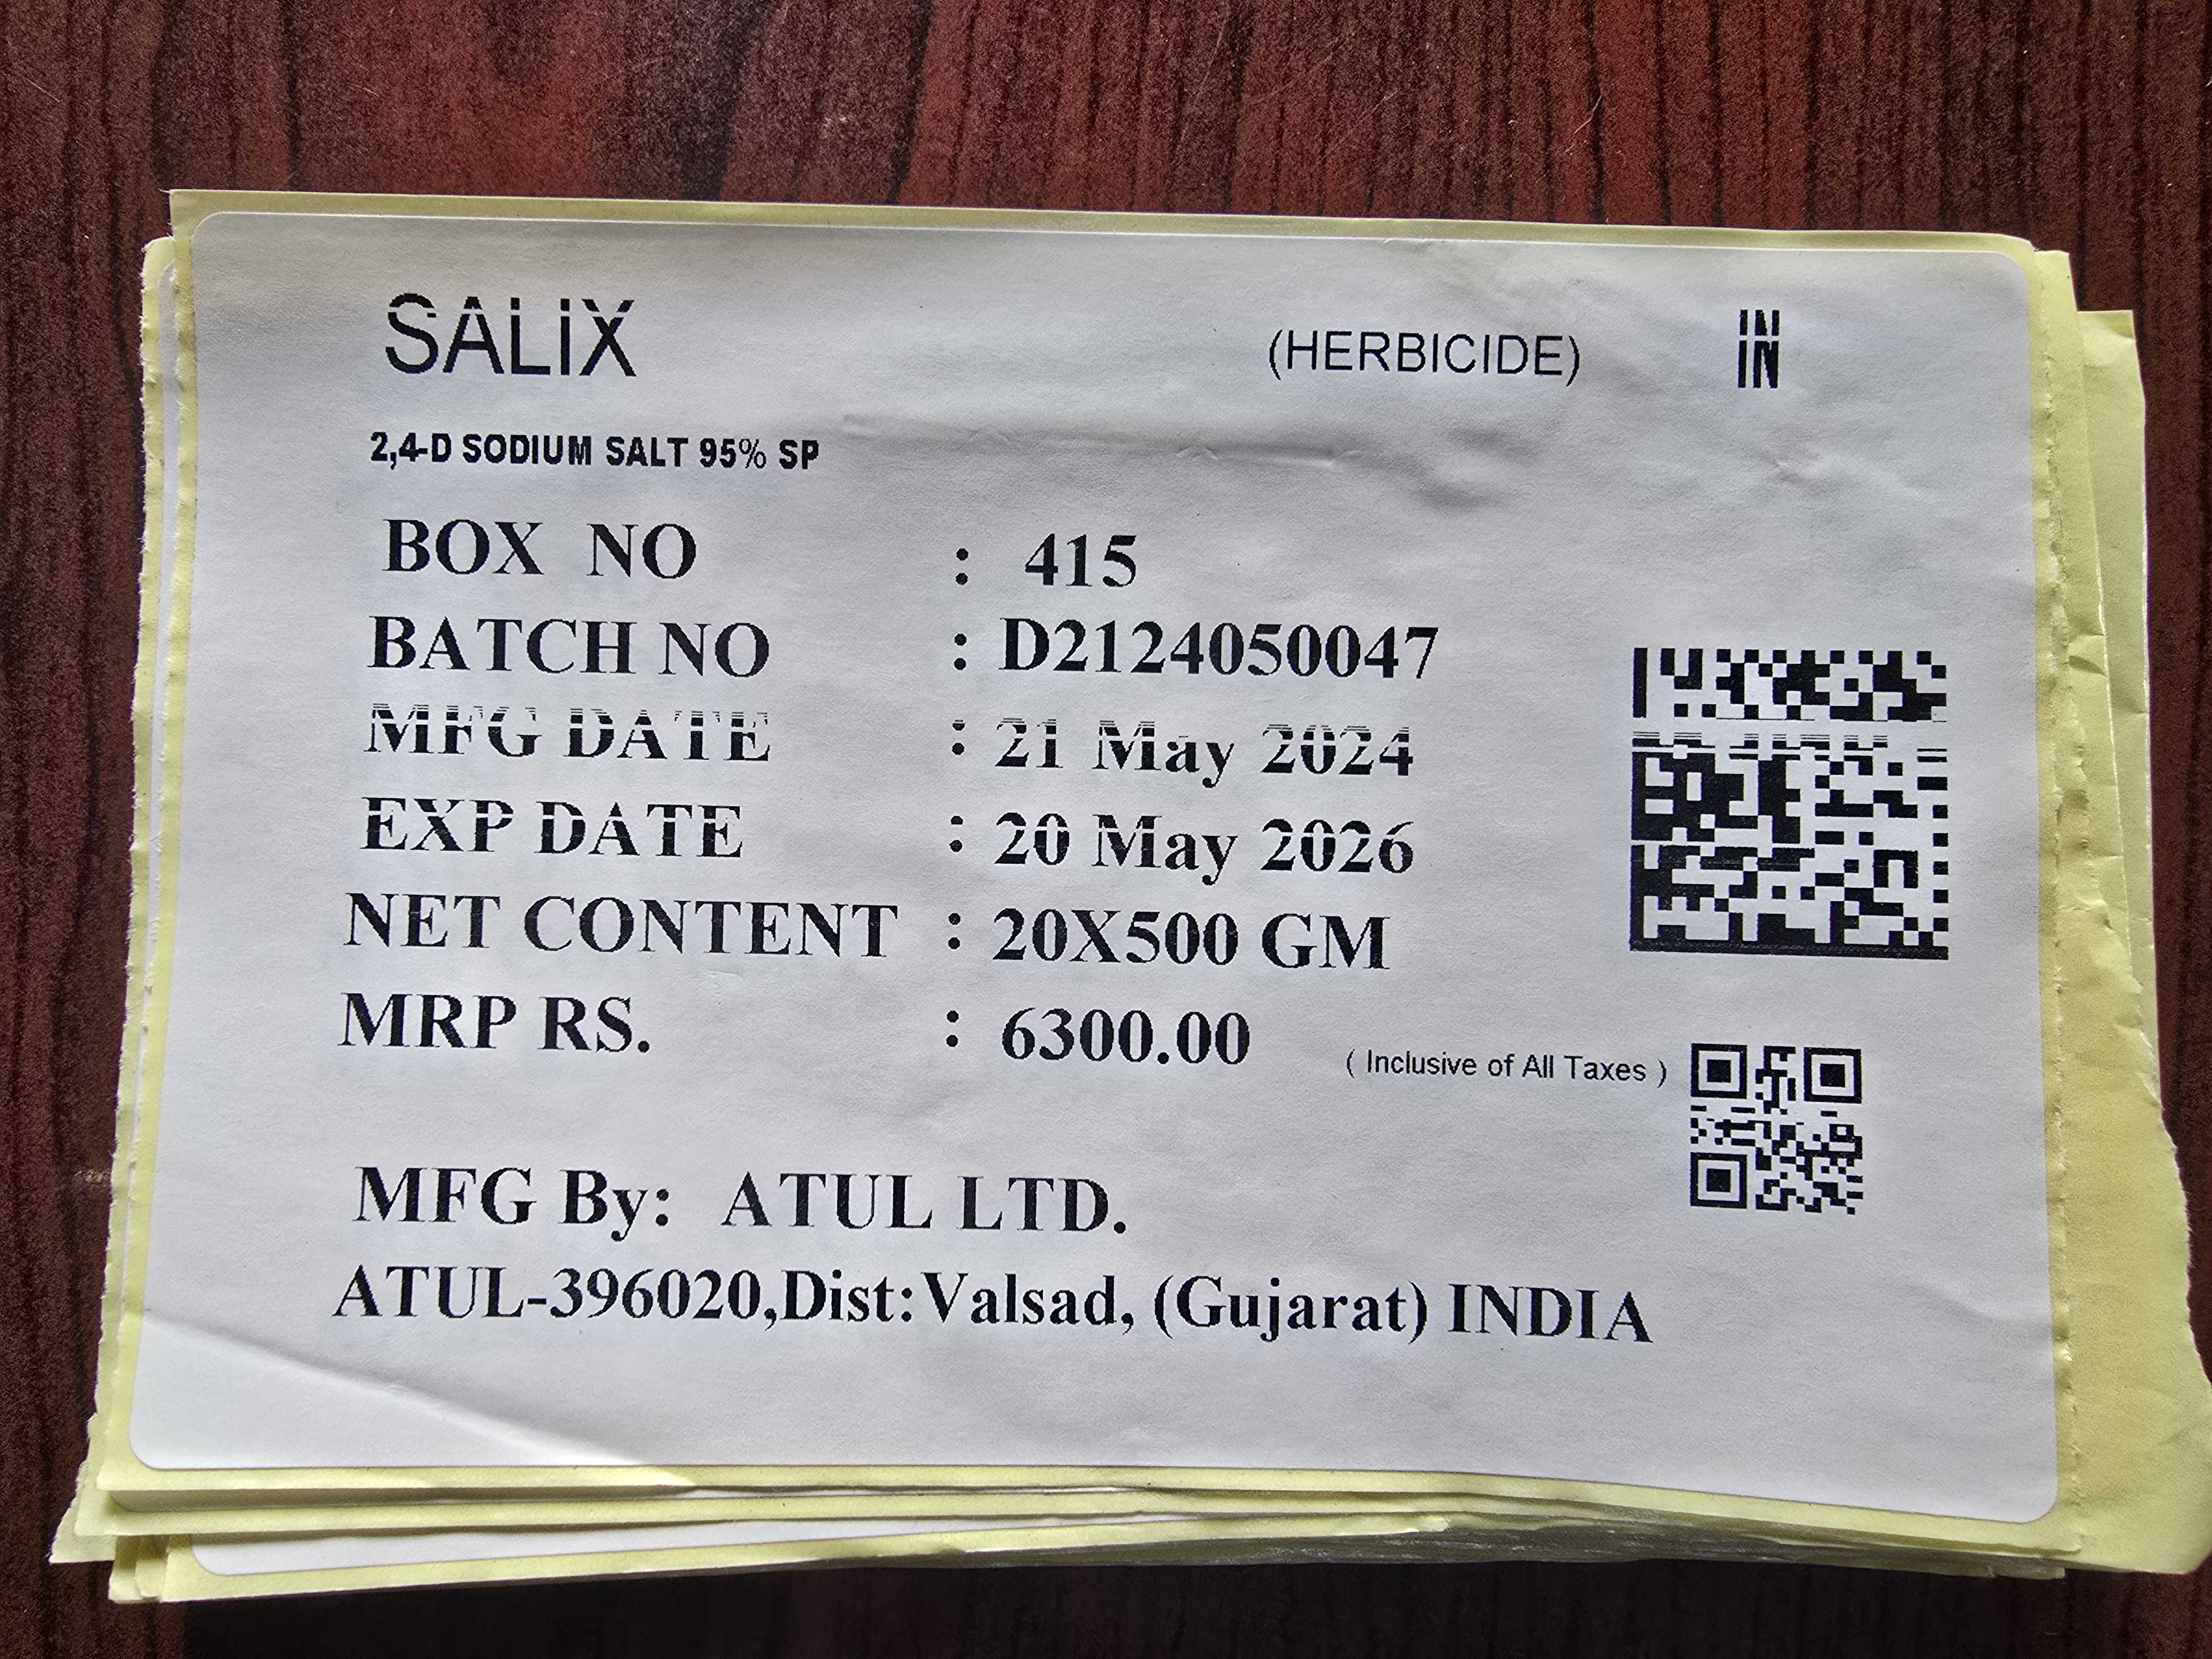 SALIX (HERBICIDE) IN
2,4-D SODIUM SALT 95% SP
BOX NO : 415
BATCH NO : D2124050047
MFG DATE : 21 May 2024
EXP DATE : 20 May 2026
NET CONTENT : 20X500 GM
MRP RS. : 6300.00 ( Inclusive of All Taxes )
MFG By: ATUL LTD.
ATUL-396020,Dist:Valsad, (Gujarat) INDIA